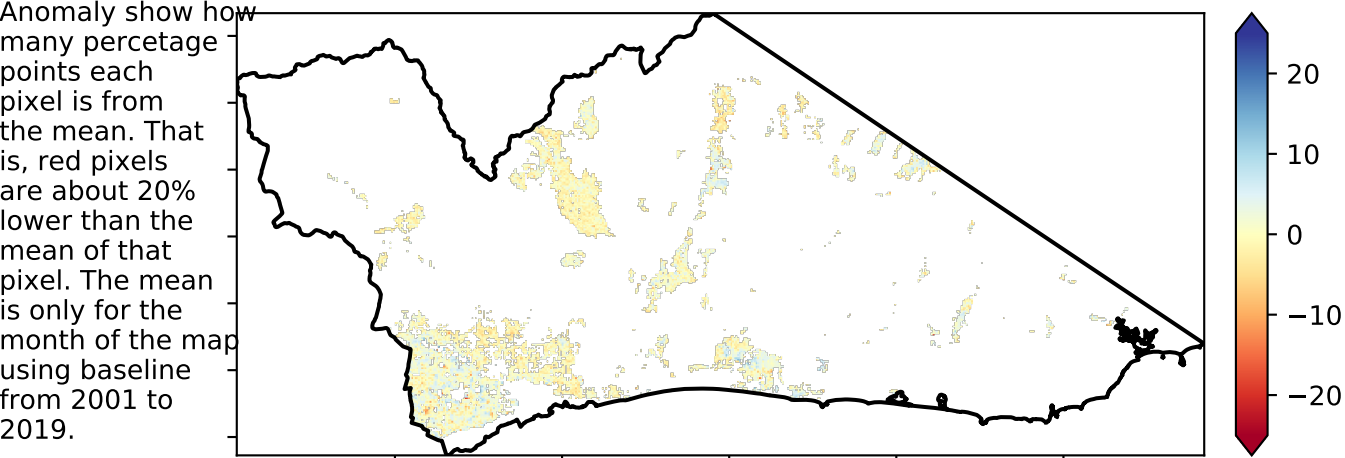 Anomaly show how
many percetage
points each
pixel is from
the mean. That
is, red pixels
are about 20%
lower than the
mean of that
pixel. The mean
is only for the
month of the map
using baseline
from 2001 to
2019.
20
10
0
−10
−20